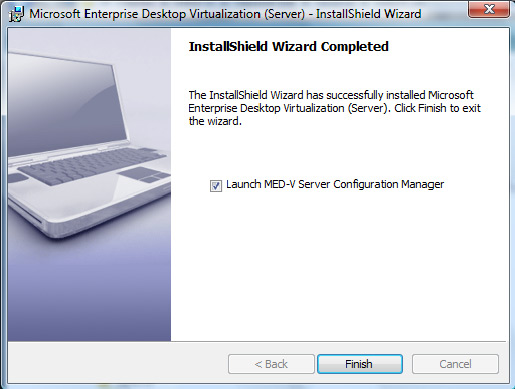 Microsoft Enterprise Desktop Virtualization (Server) - InstallShield Wizard
InstallShield Wizard Completed
The InstallShield Wizard has successfully installed Microsoft
Enterprise Desktop Virtualization (Server). Click Finish to exit
the wizard.
Launch MED-V Server Configuration Manager
< Back
Finish
Cancel